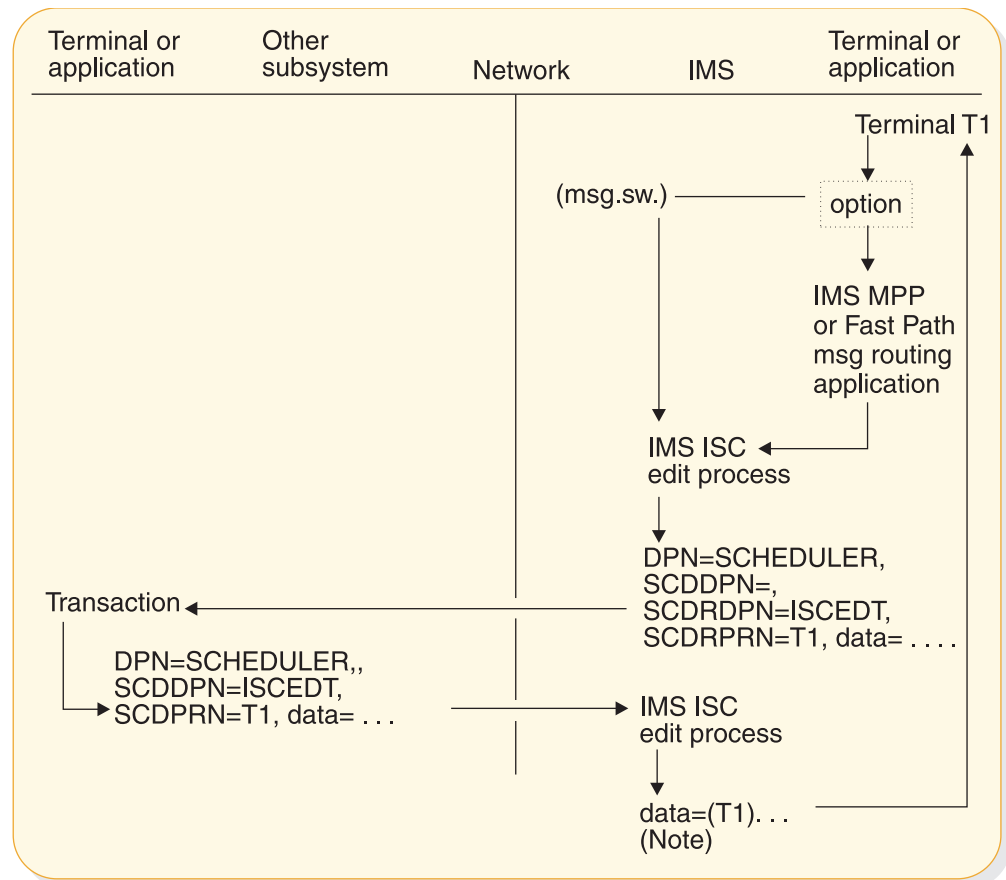 Terminal or
application
Other
subsystem
Network
IMS
Terminal or
application
Terminal T1
(msg.sw.)
option
IMS MPP
or Fast Path
msg routing
application
IMS ISC
edit process
DPN=SCHEDULER,
SCDDPN=,
SCDRDPN=ISCEDT,
SCDRPRN=T1, data= . . . .
Transaction
DPN=SCHEDULER,,
SCDDPN=ISCEDT,
SCDPRN=T1, data= . . .
IMS ISC
edit process
data=(T1). . .
(Note)